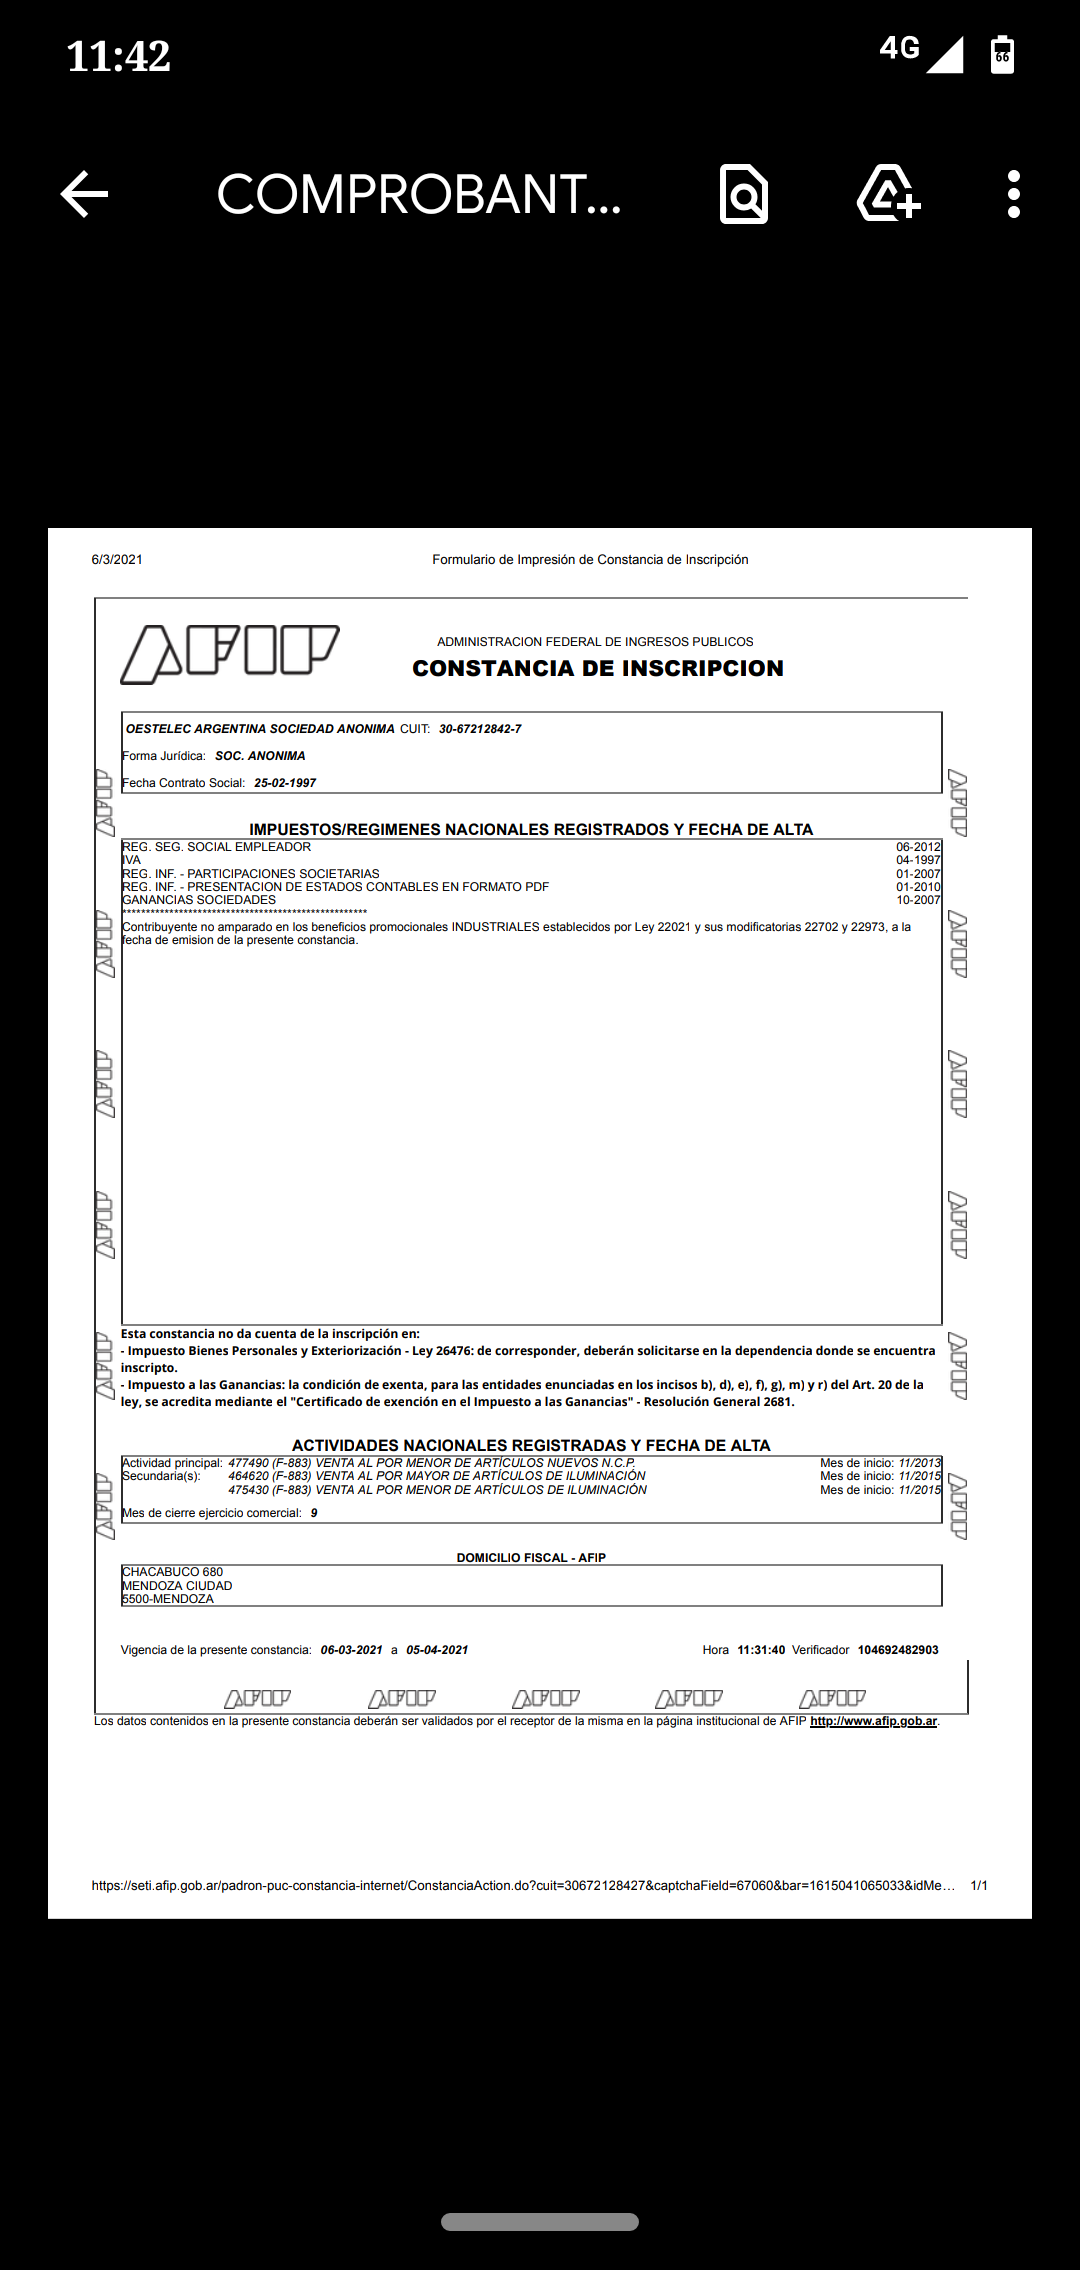 11:42
4G
66
COMPROBANT...
6/3/2021 Formulario de Impresión de Constancia de Inscripción
AFIP
ADMINISTRACION FEDERAL DE INGRESOS PUBLICOS
CONSTANCIA DE INSCRIPCION
OESTELEC ARGENTINA SOCIEDAD ANONIMA CUIT: 30-67212842-7
Forma Jurídica: SOC. ANONIMA
Fecha Contrato Social: 25-02-1997
IMPUESTOS/REGIMENES NACIONALES REGISTRADOS Y FECHA DE ALTA
REG. SEG. SOCIAL EMPLEADOR 06-2012
IVA 04-1997
REG. INF. - PARTICIPACIONES SOCIETARIAS 01-2007
REG. INF. - PRESENTACION DE ESTADOS CONTABLES EN FORMATO PDF 01-2010
GANANCIAS SOCIEDADES 10-2007
****************************************************
Contribuyente no amparado en los beneficios promocionales INDUSTRIALES establecidos por Ley 22021 y sus modificatorias 22702 y 22973, a la
fecha de emision de la presente constancia.
AFIP AFIP
AFIP AFIP
AFIP AFIP
AFIP AFIP
AFIP AFIP
AFIP AFIP
Esta constancia no da cuenta de la inscripción en:
- Impuesto Bienes Personales y Exteriorización - Ley 26476: de corresponder, deberán solicitarse en la dependencia donde se encuentra
inscripto.
- Impuesto a las Ganancias: la condición de exenta, para las entidades enunciadas en los incisos b), d), e), f), g), m) y r) del Art. 20 de la
ley, se acredita mediante el "Certificado de exención en el Impuesto a las Ganancias" - Resolución General 2681.
ACTIVIDADES NACIONALES REGISTRADAS Y FECHA DE ALTA
Actividad principal: 477490 (F-883) VENTA AL POR MENOR DE ARTÍCULOS NUEVOS N.C.P. Mes de inicio: 11/2013
Secundaria(s): 464620 (F-883) VENTA AL POR MAYOR DE ARTÍCULOS DE ILUMINACIÓN Mes de inicio: 11/2015
475430 (F-883) VENTA AL POR MENOR DE ARTÍCULOS DE ILUMINACIÓN Mes de inicio: 11/2015
Mes de cierre ejercicio comercial: 9
DOMICILIO FISCAL - AFIP
CHACABUCO 680
MENDOZA CIUDAD
5500-MENDOZA
Vigencia de la presente constancia: 06-03-2021 a 05-04-2021 Hora 11:31:40 Verificador 104692482903
AFIP AFIP AFIP AFIP AFIP
Los datos contenidos en la presente constancia deberán ser validados por el receptor de la misma en la página institucional de AFIP http://www.afip.gob.ar.
https://seti.afip.gob.ar/padron-puc-constancia-internet/ConstanciaAction.do?cuit=30672128427&captchaField=67060&bar=1615041065033&idMe... 1/1